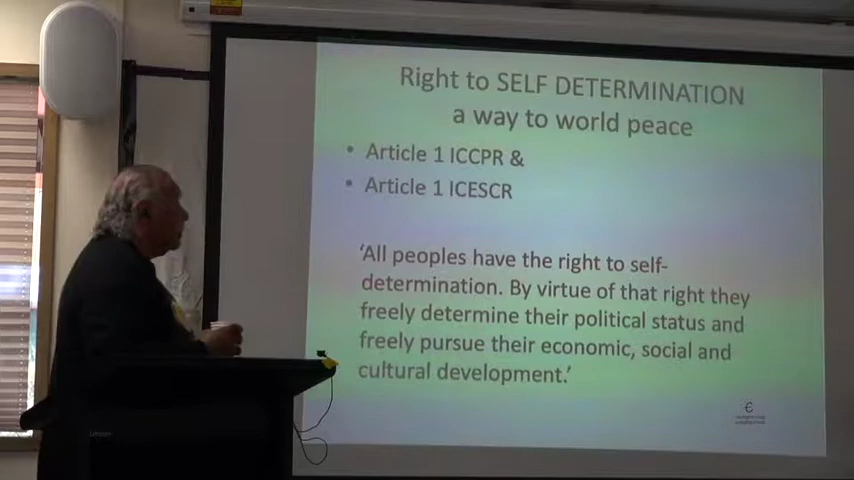 Right to SELF DETERMINATION
a way to world peace
• Article 1 ICCPR &
• Article 1 ICESCR
‘All peoples have the right to self-
determination. By virtue of that right they
freely determine their political status and
freely pursue their economic, social and
cultural development.’